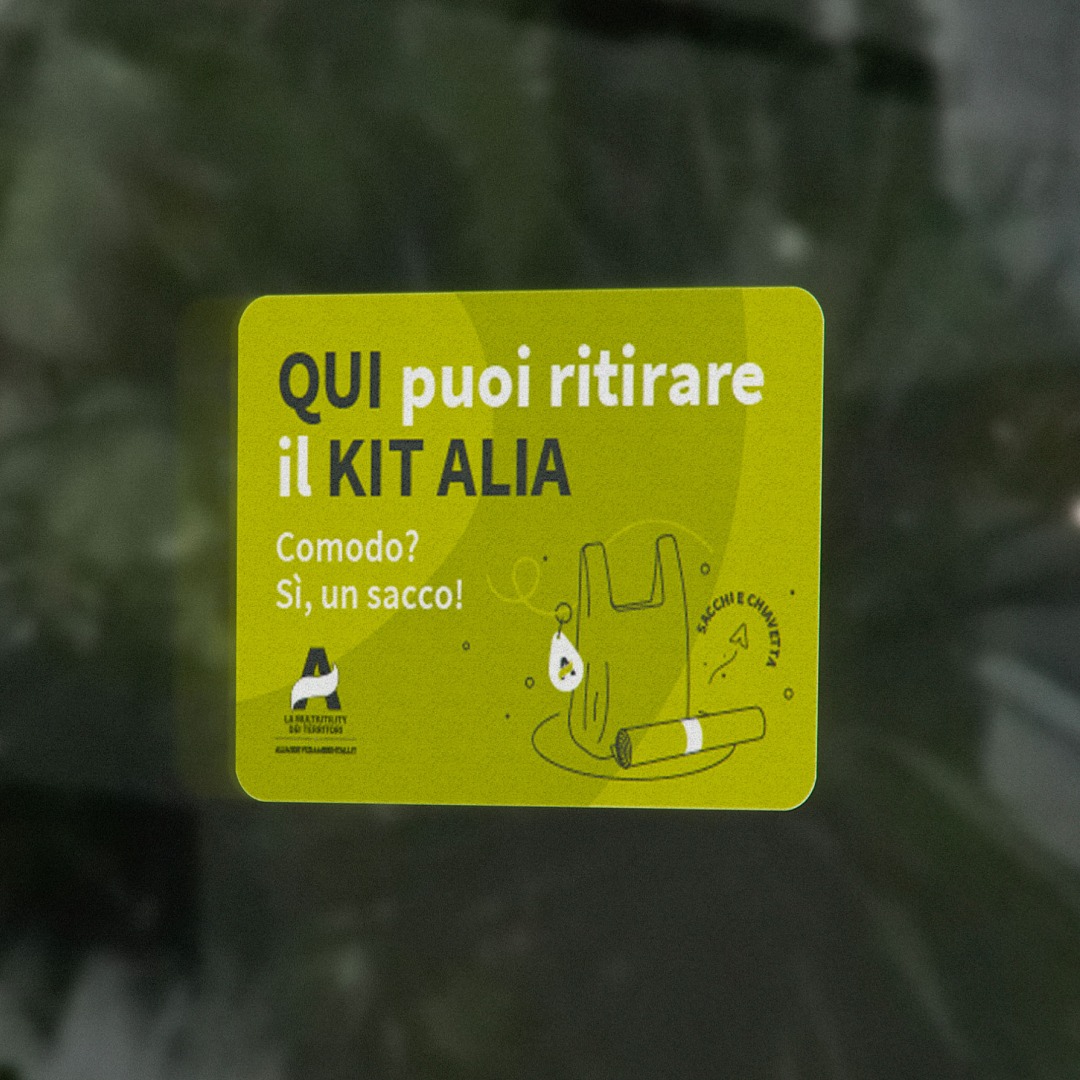 QUI puoi ritirare
il KIT ALIA
Comodo?
Sì, un sacco!
SACCHI E CHIAVETTA
A
LA MULTIUTILITY
DEI TERRITORI